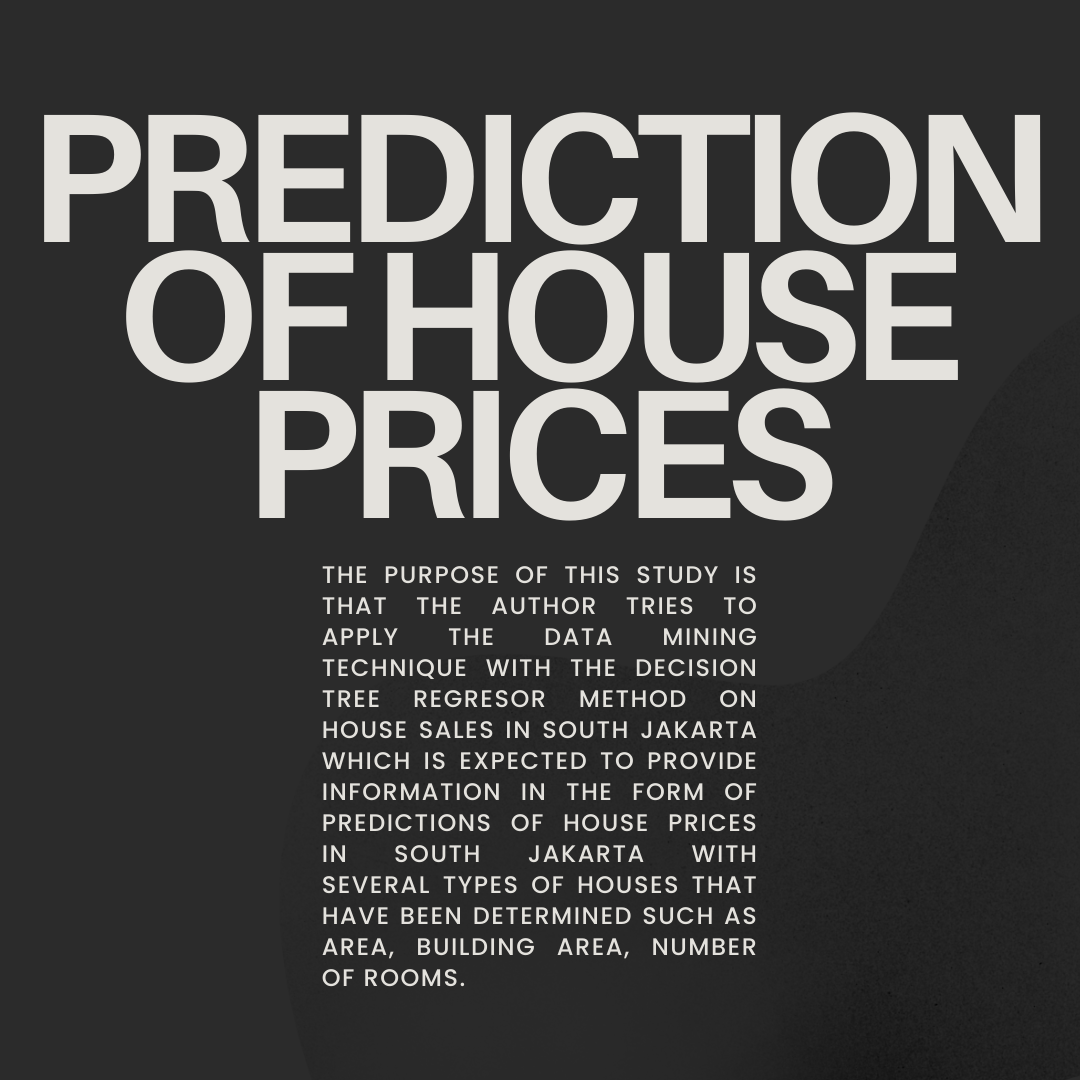 PREDICTION
OF HOUSE
PRICES
THE PURPOSE OF THIS STUDY IS
THAT THE AUTHOR TRIES TO
APPLY THE DATA MINING
TECHNIQUE WITH THE DECISION
TREE REGRESOR METHOD ON
HOUSE SALES IN SOUTH JAKARTA
WHICH IS EXPECTED TO PROVIDE
INFORMATION IN THE FORM OF
PREDICTIONS OF HOUSE PRICES
IN SOUTH JAKARTA WITH
SEVERAL TYPES OF HOUSES THAT
HAVE BEEN DETERMINED SUCH AS
AREA, BUILDING AREA, NUMBER
OF ROOMS.